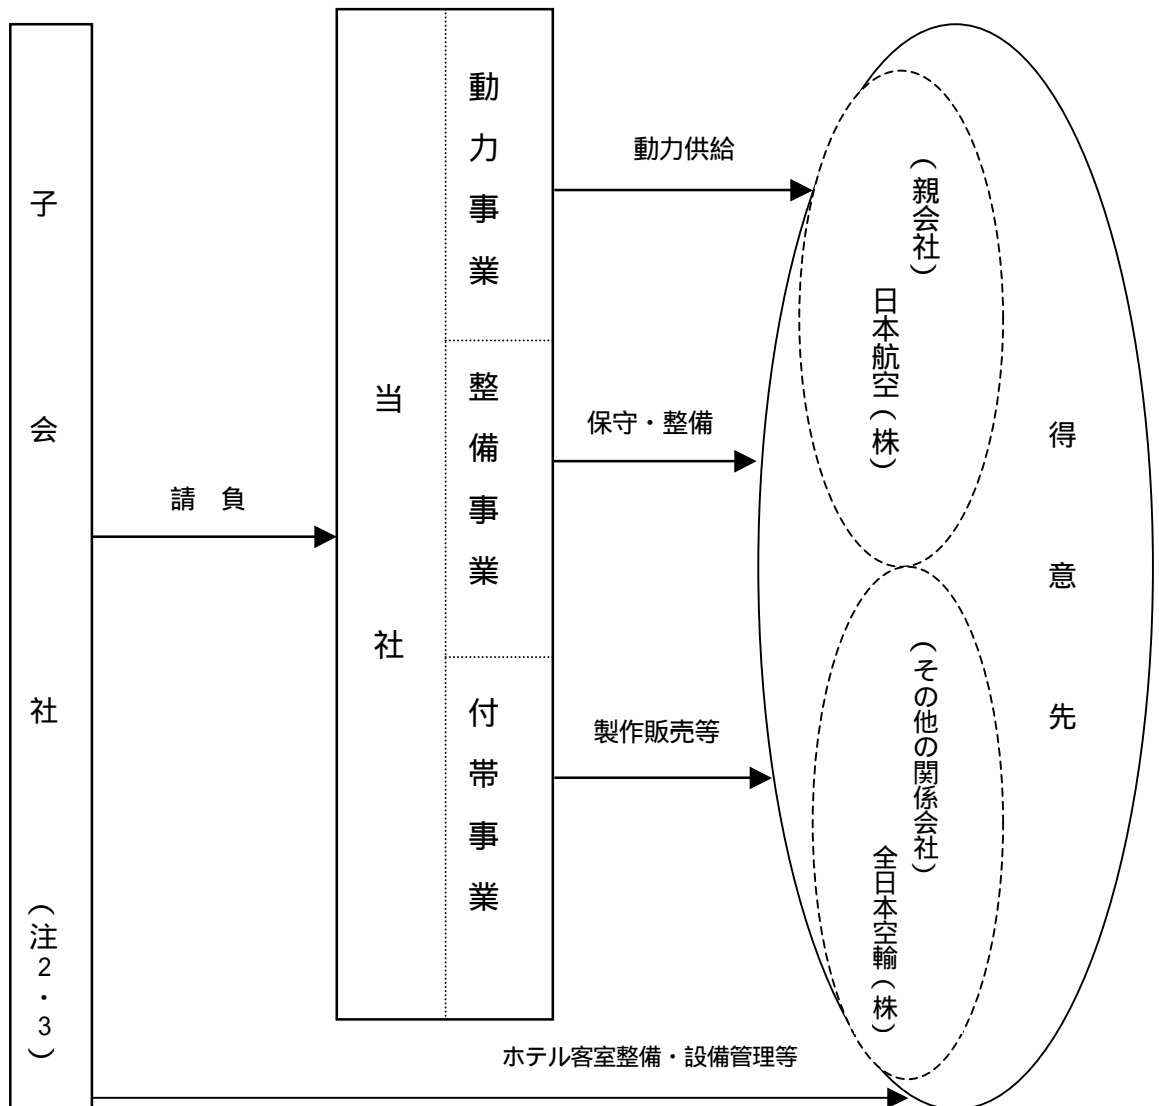 子会社(注2・3)
請 負
当社
動力事業
整備事業
付帯事業
動力供給
保守・整備
製作販売等
(親会社)
日本航空(株)
(その他の関係会社)
全日本空輸(株)
得意先
ホテル客室整備・設備管理等